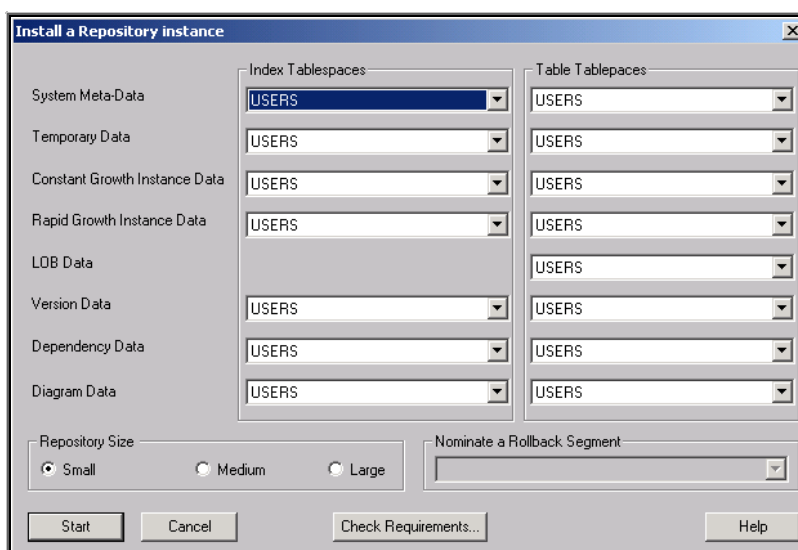 Install a Repository instance
Index Tablespaces
Table Tablepaces
System Meta-Data
USERS
USERS
Temporary Data
USERS
USERS
Constant Growth Instance Data
USERS
USERS
Rapid Growth Instance Data
USERS
USERS
LOB Data
USERS
Version Data
USERS
USERS
Dependency Data
USERS
USERS
Diagram Data
USERS
USERS
Repository Size
Nominate a Rollback Segment
Small
Medium
Large
Start
Cancel
Check Requirements...
Help